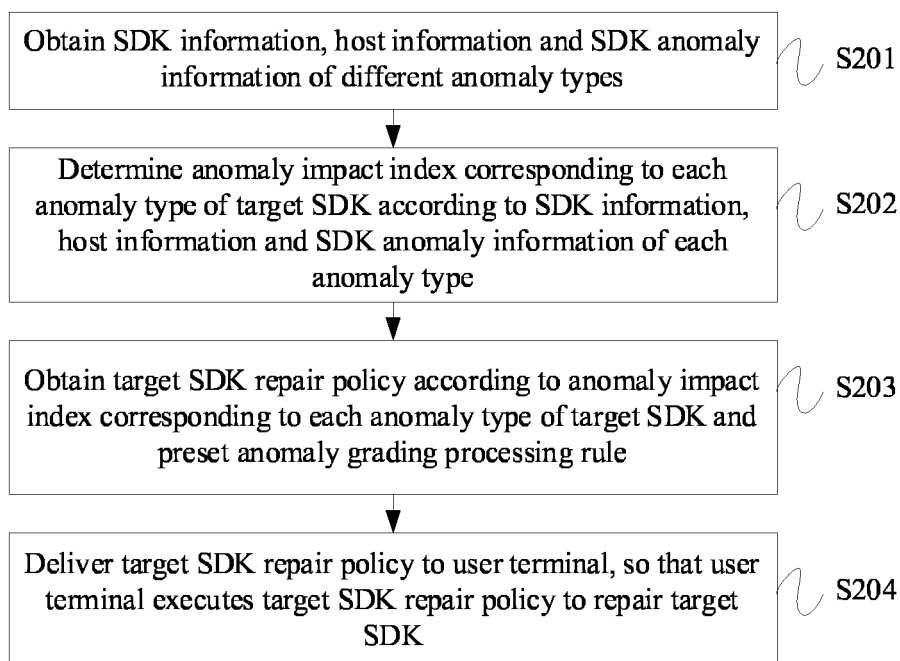 Obtain SDK information, host information and SDK anomaly
information of different anomaly types
S201
Determine anomaly impact index corresponding to each
anomaly type of target SDK according to SDK information,
host information and SDK anomaly information of each
anomaly type
S202
Obtain target SDK repair policy according to anomaly impact
index corresponding to each anomaly type of target SDK and
preset anomaly grading processing rule
S203
Deliver target SDK repair policy to user terminal, so that user
terminal executes target SDK repair policy to repair target
SDK
S204